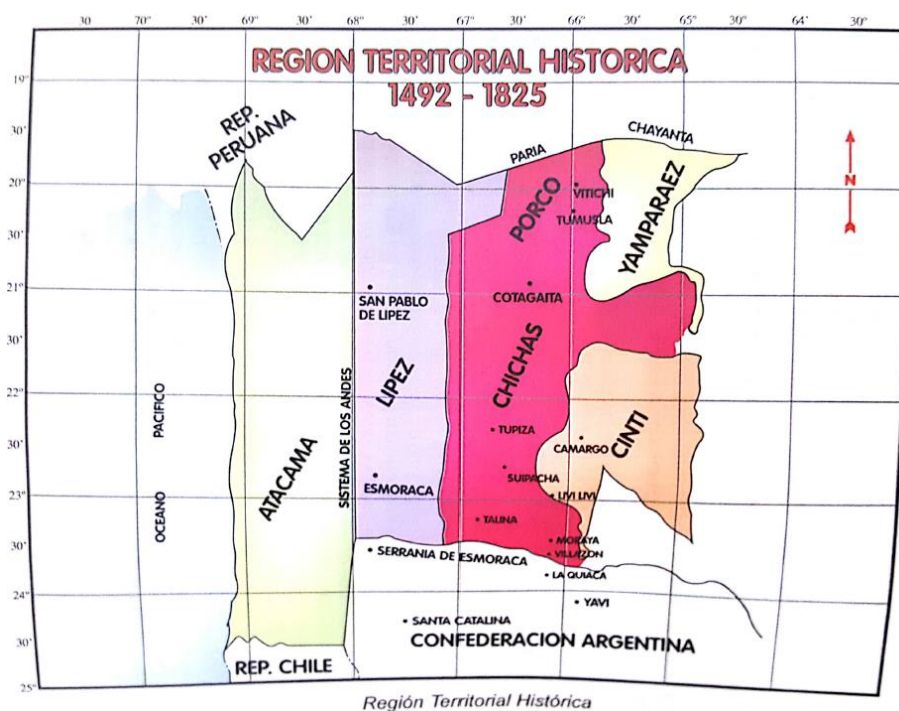 30' 70° 30' 69° 30' 68° 30' 67° 30' 66° 30' 65° 30' 64° 30'
REGION TERRITORIAL HISTORICA
1492 - 1825
19°
30'
20°
30'
21°
30'
22°
30'
23°
30'
24°
30'
25°
REP.
PERUANA
PARIA
CHAYANTA
N
PORCO
VITICHI
TUMUSLA
YAMPARAEZ
SAN PABLO
DE LIPEZ
COTAGAITA
OCEANO PACIFICO
ATACAMA
SISTEMA DE LOS ANDES
LIPEZ
CHICHAS
CINTI
TUPIZA
CAMARGO
ESMORACA
SUIPACHA
LIVI LIVI
TALINA
MORAYA
SERRANIA DE ESMORACA
VILLAZON
LA QUIACA
YAVI
SANTA CATALINA
CONFEDERACION ARGENTINA
REP. CHILE
Región Territorial Histórica